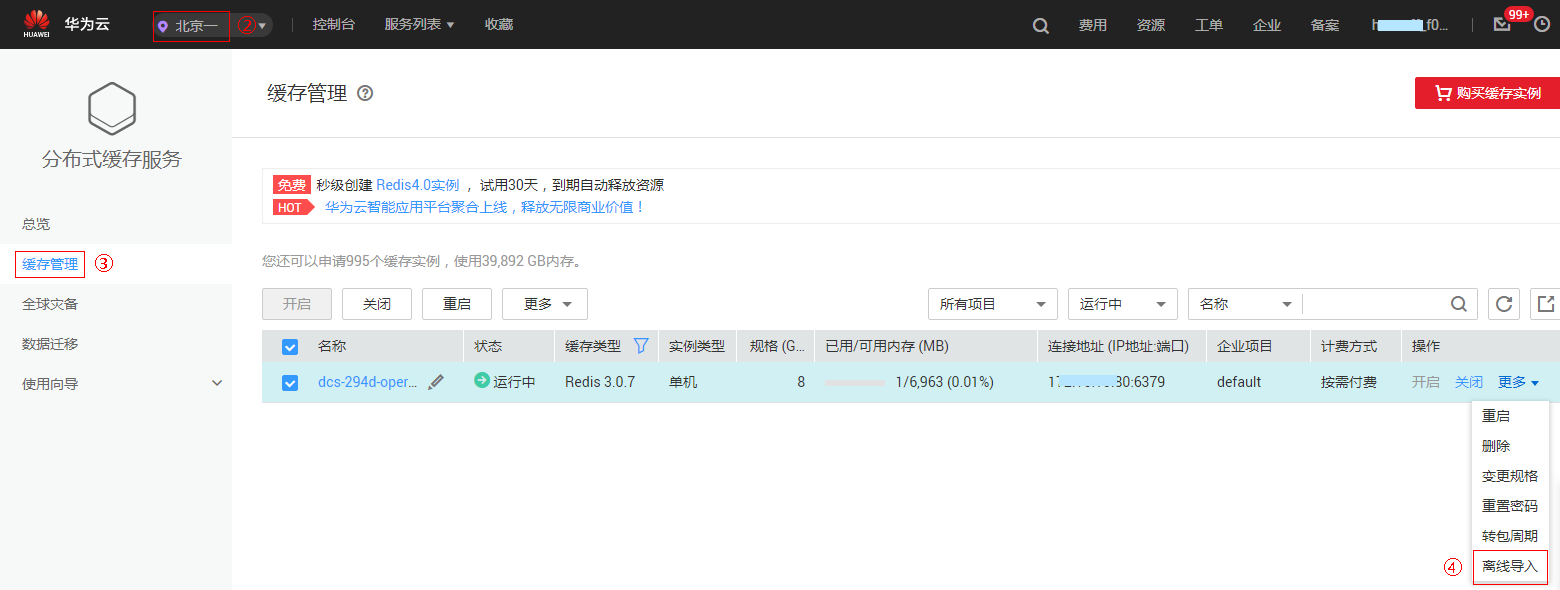 HUAWEI 华为云 北京一 ② 控制台 服务列表 收藏 费用 资源 工单 企业 备案 _f0... 99+
缓存管理 购买缓存实例
分布式缓存服务
免费 秒级创建 Redis4.0实例 ，试用30天，到期自动释放资源
HOT 华为云智能应用平台聚合上线，释放无限商业价值！
总览
缓存管理 ③
全球灾备
数据迁移
使用向导
您还可以申请995个缓存实例，使用39,892 GB内存。
开启 关闭 重启 更多 所有项目 运行中 名称
名称 状态 缓存类型 实例类型 规格 (G... 已用/可用内存 (MB) 连接地址 (IP地址:端口) 企业项目 计费方式 操作
dcs-294d-oper... 运行中 Redis 3.0.7 单机 8 1/6,963 (0.01%) 30:6379 default 按需付费 开启 关闭 更多
重启
删除
变更规格
重置密码
转包周期
④ 离线导入